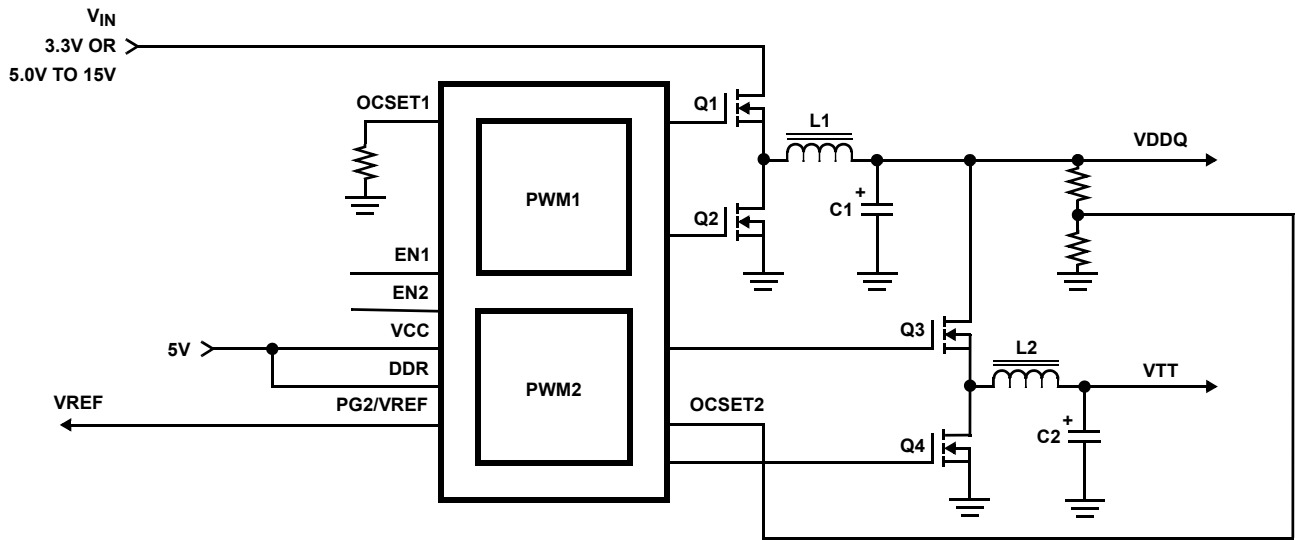 VIN
3.3V OR
5.0V TO 15V
OCSET1
Q1
L1
VDDQ
PWM1
+
C1
Q2
EN1
EN2
Q3
VCC
5V
L2
DDR
PWM2
VTT
VREF
PG2/VREF
OCSET2
+
C2
Q4